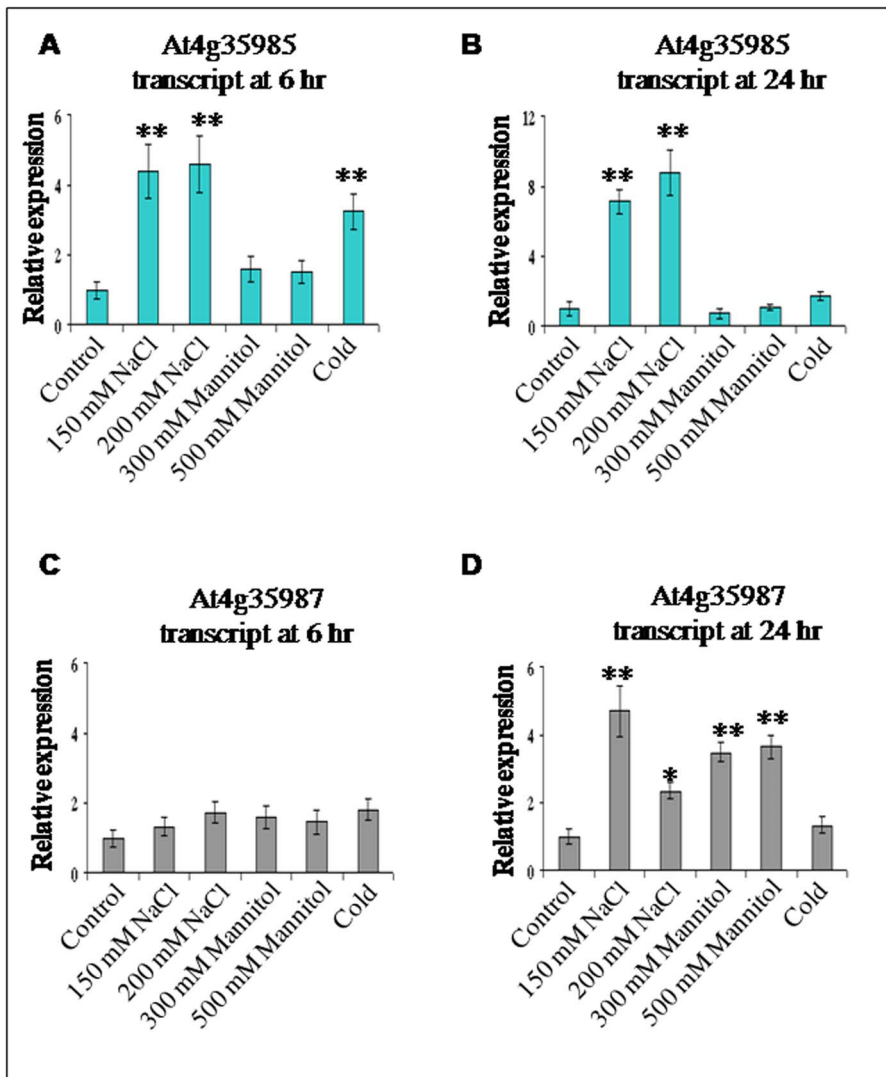 A
At4g35985
transcript at 6 hr
Relative expression
6
4
2
0
**
**
**
Control
150 mM NaCl
200 mM NaCl
300 mM Mannitol
500 mM Mannitol
Cold
B
At4g35985
transcript at 24 hr
Relative expression
12
8
4
0
**
**
Control
150 mM NaCl
200 mM NaCl
300 mM Mannitol
500 mM Mannitol
Cold
C
At4g35987
transcript at 6 hr
Relative expression
6
4
2
0
Control
150 mM NaCl
200 mM NaCl
300 mM Mannitol
500 mM Mannitol
Cold
D
At4g35987
transcript at 24 hr
Relative expression
6
4
2
0
**
*
**
**
Control
150 mM NaCl
200 mM NaCl
300 mM Mannitol
500 mM Mannitol
Cold